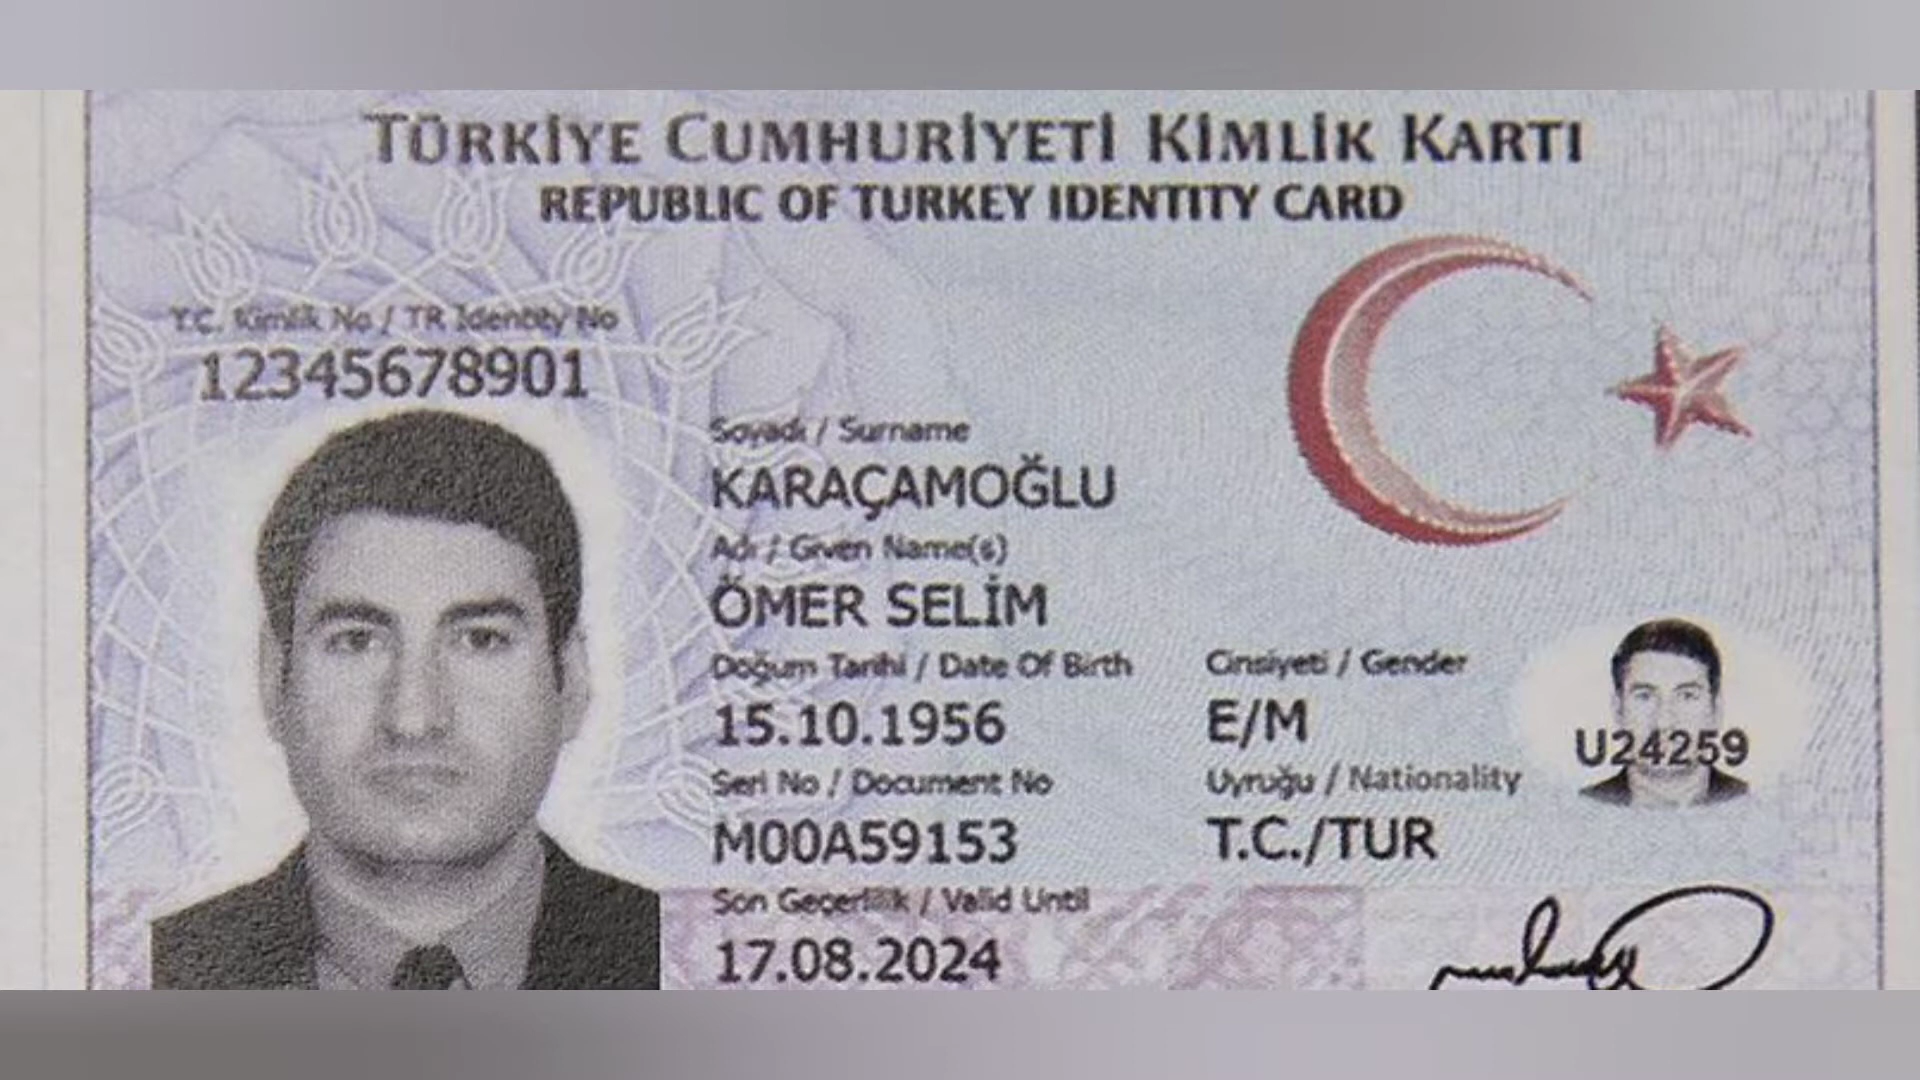 TÜRKİYE CUMHURİYETİ KİMLİK KARTI
REPUBLIC OF TURKEY IDENTITY CARD
T.C. Kimlik No / TR Identity No
12345678901
Soyadı / Surname
KARAÇAMOĞLU
Adı / Given Name(s)
ÖMER SELİM
Doğum Tarihi / Date Of Birth
15.10.1956
Cinsiyeti / Gender
E/M
U24259
Seri No / Document No
M00A59153
Uyruğu / Nationality
T.C./TUR
Son Geçerlilik / Valid Until
17.08.2024